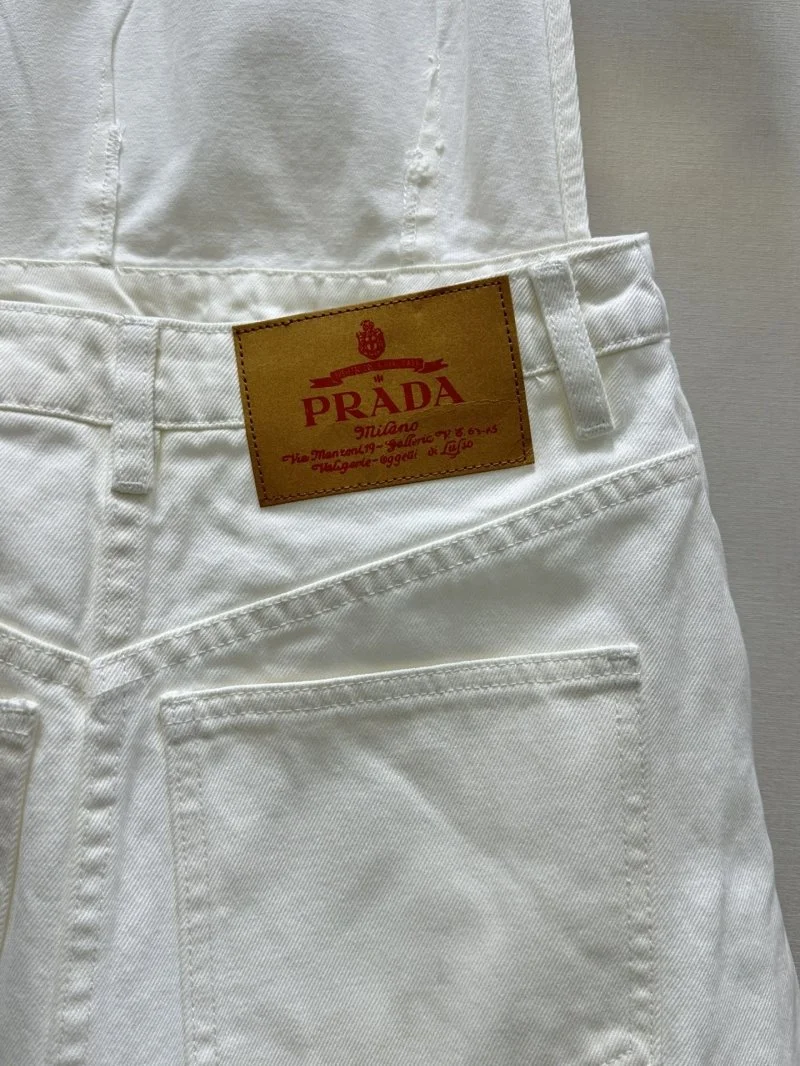 PRADA
Milano
Via Manzoni, 19 - Galleria V. E. 63-65
Valigerie - Oggetti di Lusso